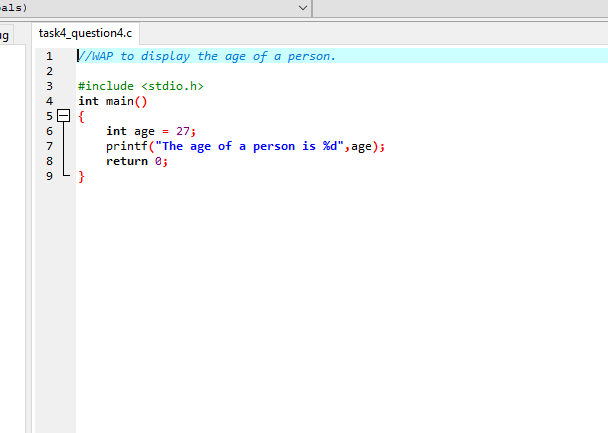 als)
ug
task4_question4.c
1 //WAP to display the age of a person.
2
3 #include <stdio.h>
4 int main()
5 {
6 int age = 27;
7 printf("The age of a person is %d",age);
8 return 0;
9 }